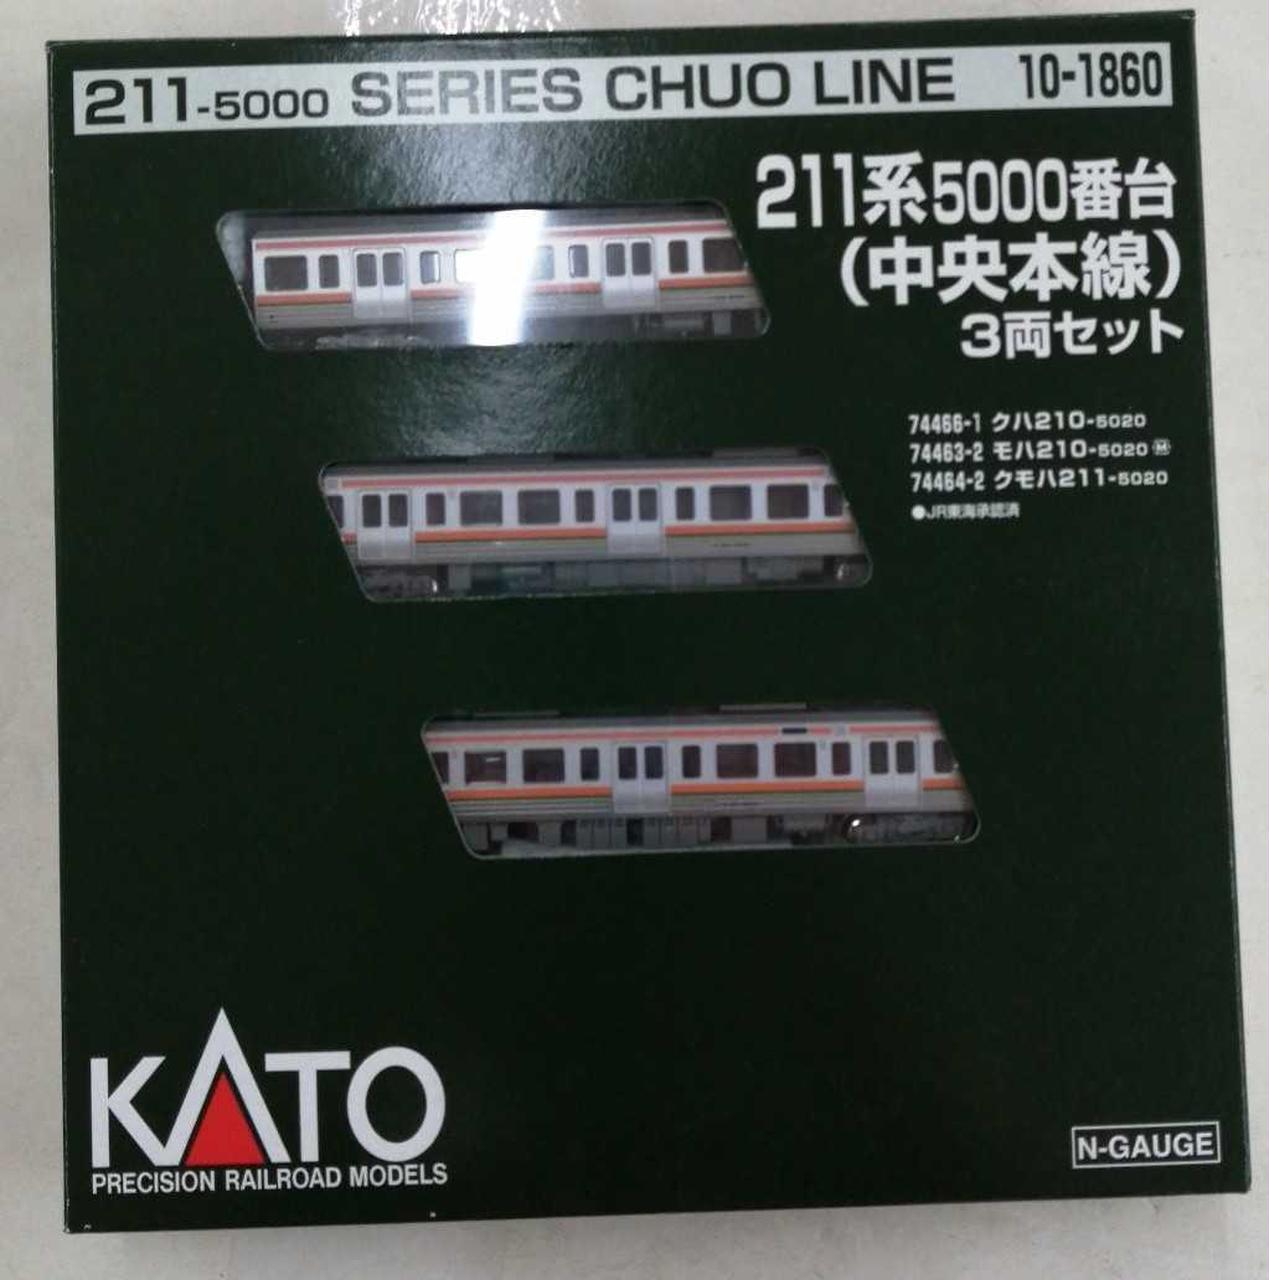 211-5000 SERIES CHUO LINE 10-1860
211系5000番台
(中央本線)
3両セット
74466-1 クハ210-5020
74463-2 モハ210-5020 Ⓜ
74464-2 クモハ211-5020
●JR東海承認済
KATO
PRECISION RAILROAD MODELS
N-GAUGE